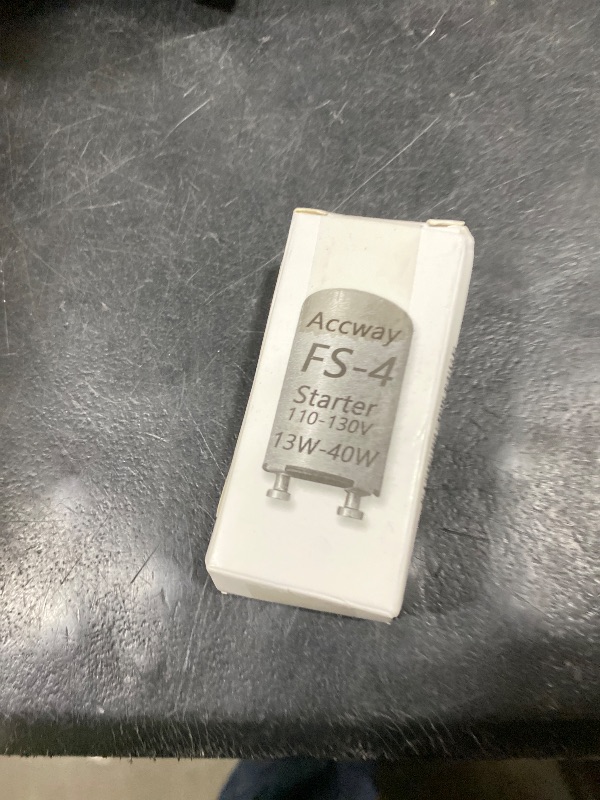 Accway
FS-4
Starter
110-130V
13W-40W